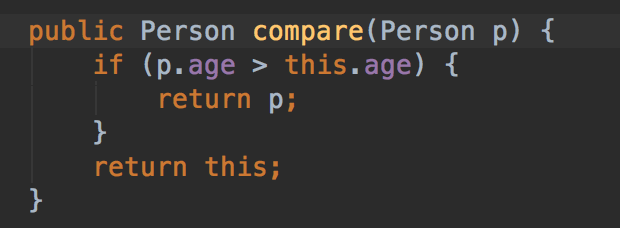 public Person compare(Person p) {
    if (p.age > this.age) {
        return p;
    }
    return this;
}